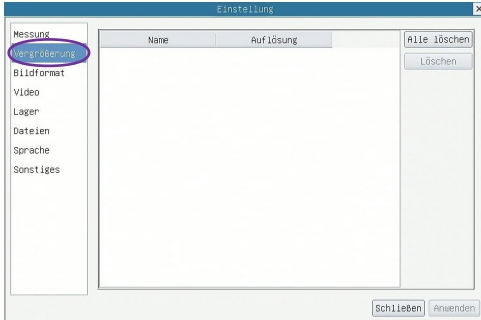 Einstellung
Messung
Vergrößerung
Bildformat
Video
Lager
Dateien
Sprache
Sonstiges
Name Auflösung
Alle löschen
Löschen
Schließen Anwenden